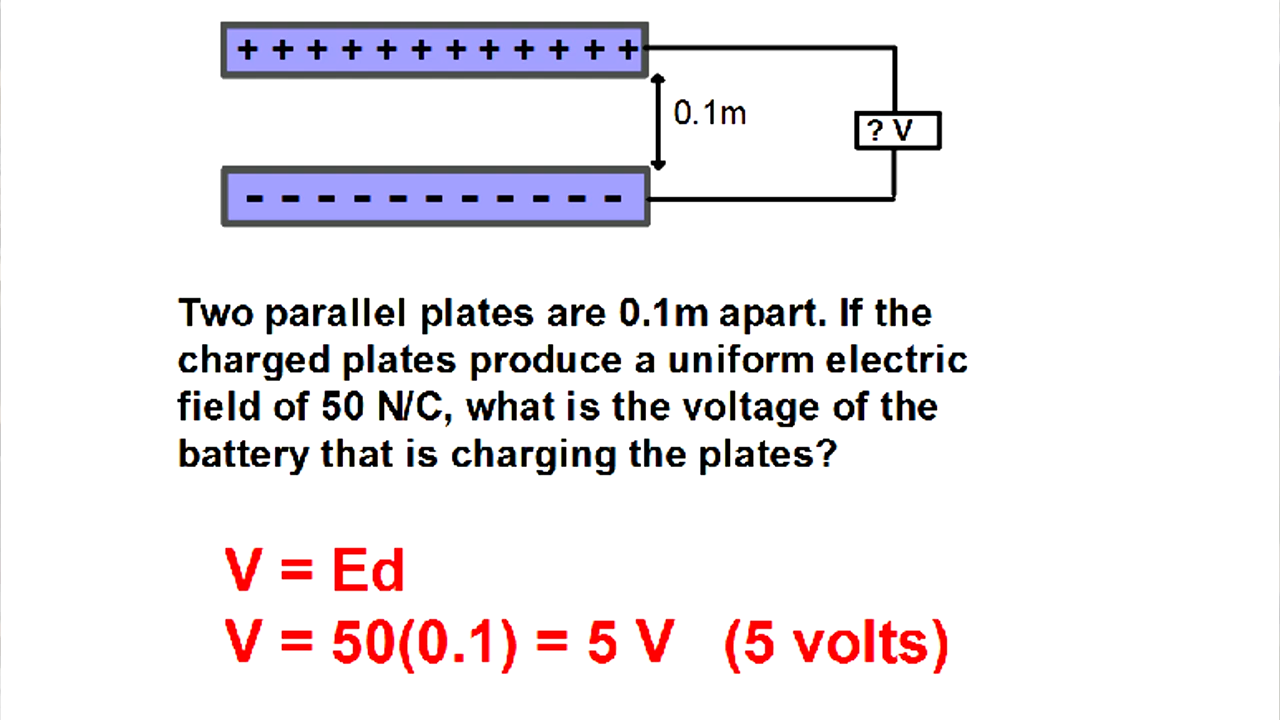 + + + + + + + + + + + +
0.1m
? V
- - - - - - - - - - -
Two parallel plates are 0.1m apart. If the
charged plates produce a uniform electric
field of 50 N/C, what is the voltage of the
battery that is charging the plates?
V = Ed
V = 50(0.1) = 5 V (5 volts)